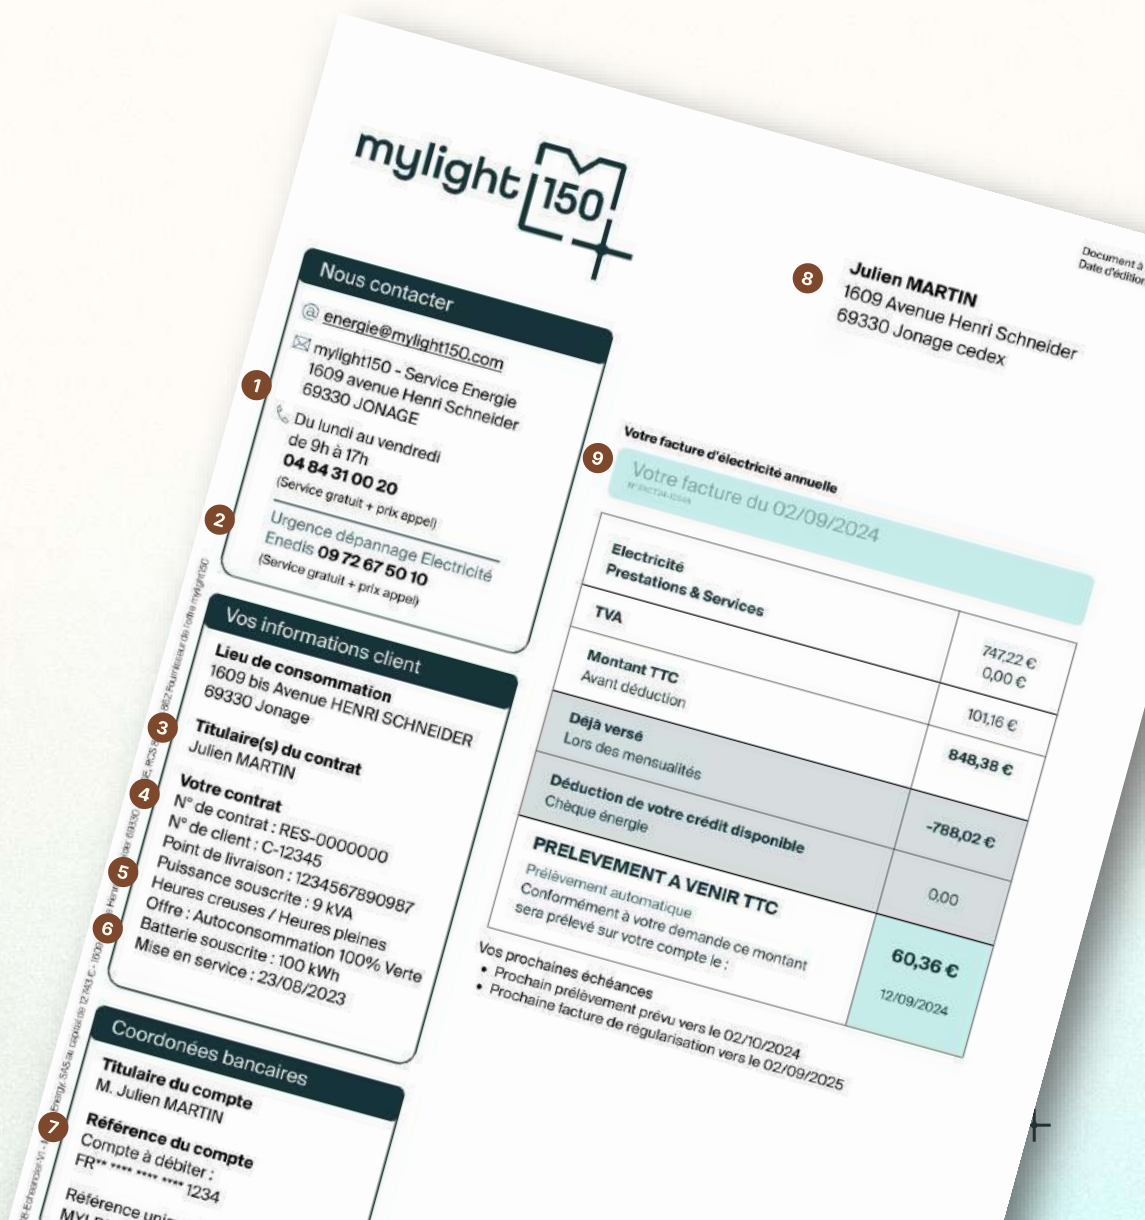 mylight 150
Document à
Date d'édition
8
Julien MARTIN
1609 Avenue Henri Schneider
69330 Jonage cedex
Nous contacter
@ energie@mylight150.com
1
mylight150 - Service Energie
1609 avenue Henri Schneider
69330 JONAGE
Du lundi au vendredi
de 9h à 17h
04 84 31 00 20
(Service gratuit + prix appel)
2
Urgence dépannage Electricité
Enedis 09 72 67 50 10
(Service gratuit + prix appel)
Vos informations client
Lieu de consommation
1609 bis Avenue HENRI SCHNEIDER
69330 Jonage
3
Titulaire(s) du contrat
Julien MARTIN
4
Votre contrat
N° de contrat : RES-0000000
N° de client : C-12345
Point de livraison : 1234567890987
5
Puissance souscrite : 9 kVA
Heures creuses / Heures pleines
6
Offre : Autoconsommation 100% Verte
Batterie souscrite : 100 kWh
Mise en service : 23/08/2023
Coordonées bancaires
Titulaire du compte
M. Julien MARTIN
7
Référence du compte
Compte à débiter :
FR** **** **** **** 1234
Référence
9
Votre facture d'électricité annuelle
Votre facture du 02/09/2024
Electricité 747,22 €
Prestations & Services 0,00 €
TVA 101,16 €
Montant TTC 848,38 €
Avant déduction
Déjà versé -788,02 €
Lors des mensualités
Déduction de votre crédit disponible 0,00
Chèque énergie
PRELEVEMENT A VENIR TTC 60,36 €
Prélèvement automatique
Conformément à votre demande ce montant
sera prélevé sur votre compte le : 12/09/2024
Vos prochaines échéances
• Prochain prélèvement prévu vers le 02/10/2024
• Prochaine facture de régularisation vers le 02/09/2025